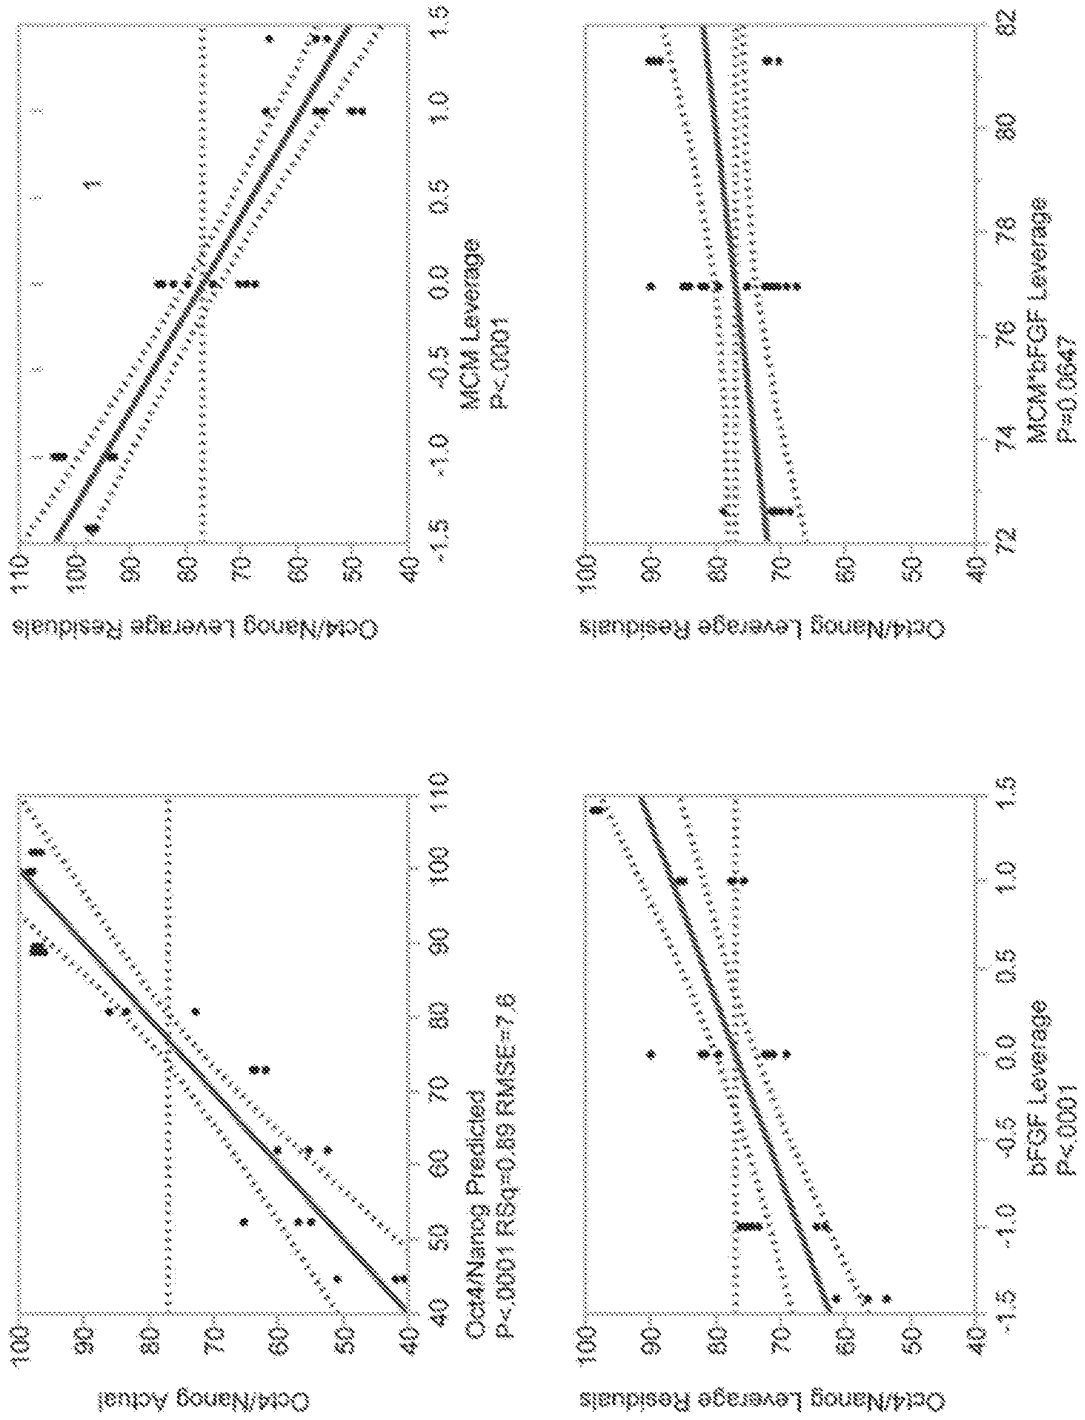 Oct4/Nanog Actual
100
90
80
70
60
50
40
40 50 60 70 80 90 100 110
Oct4/Nanog Predicted
P<.0001 RSq=0.89 RMSE=7.6
Oct4/Nanog Leverage Residuals
110
100
90
80
70
60
50
40
1
-1.5 -1.0 -0.5 0.0 0.5 1.0 1.5
MCM Leverage
P<.0001
Oct4/Nanog Leverage Residuals
100
90
80
70
60
50
40
-1.5 -1.0 -0.5 0.0 0.5 1.0 1.5
bFGF Leverage
P<.0001
Oct4/Nanog Leverage Residuals
100
90
80
70
60
50
40
72 74 76 78 80 82
MCM*bFGF Leverage
P=0.0647